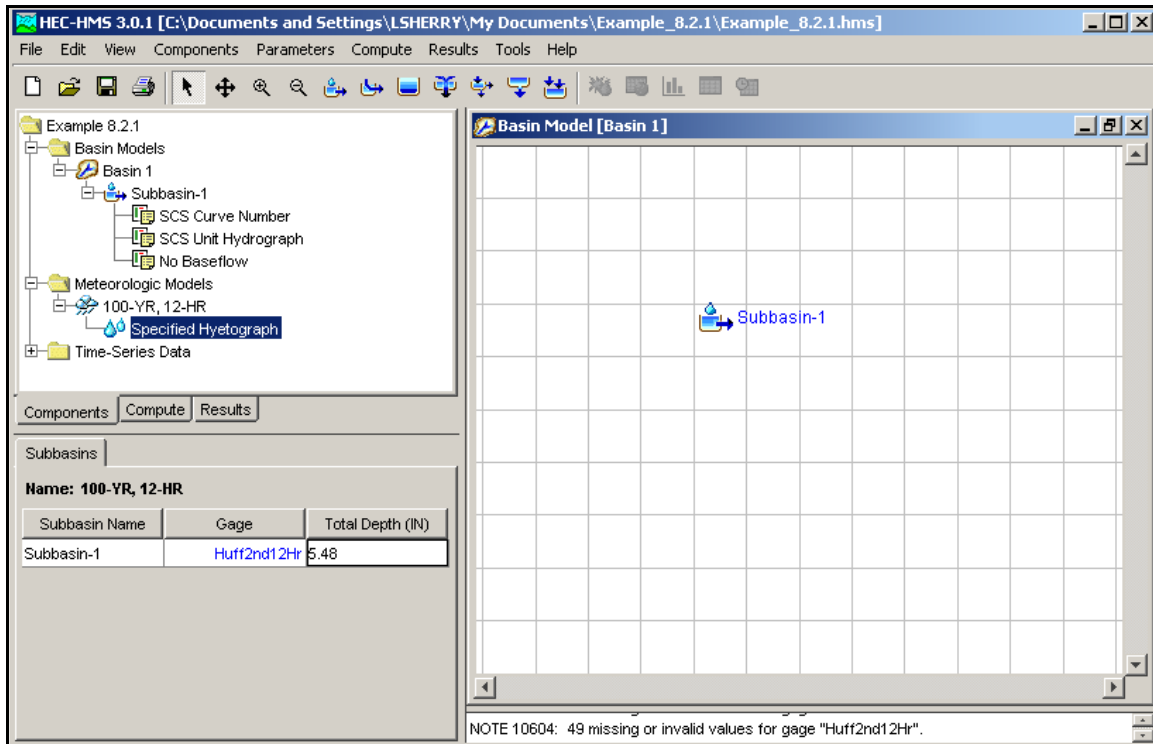 HEC-HMS 3.0.1 [C:\Documents and Settings\LSHERRY\My Documents\Example_8.2.1\Example_8.2.1.hms]
File Edit View Components Parameters Compute Results Tools Help
Example 8.2.1
Basin Models
Basin 1
Subbasin-1
SCS Curve Number
SCS Unit Hydrograph
No Baseflow
Meteorologic Models
100-YR, 12-HR
Specified Hyetograph
Time-Series Data
Components Compute Results
Subbasins
Name: 100-YR, 12-HR
Subbasin Name Gage Total Depth (IN)
Subbasin-1 Huff2nd12Hr 5.48
Basin Model [Basin 1]
Subbasin-1
NOTE 10604: 49 missing or invalid values for gage "Huff2nd12Hr".